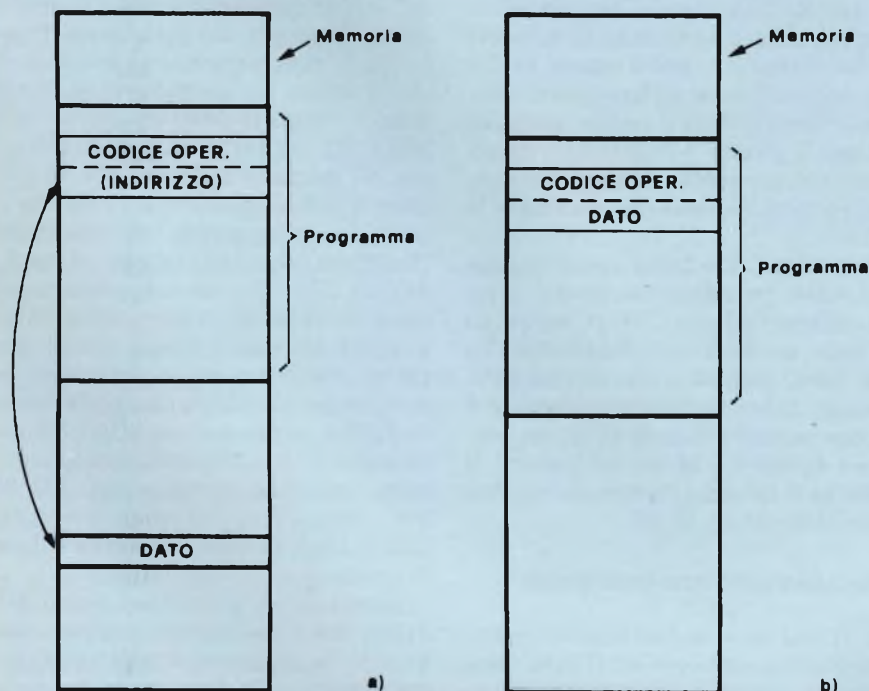 Memoria
CODICE OPER.
(INDIRIZZO)
Programma
DATO
a)
Memoria
CODICE OPER.
DATO
Programma
b)